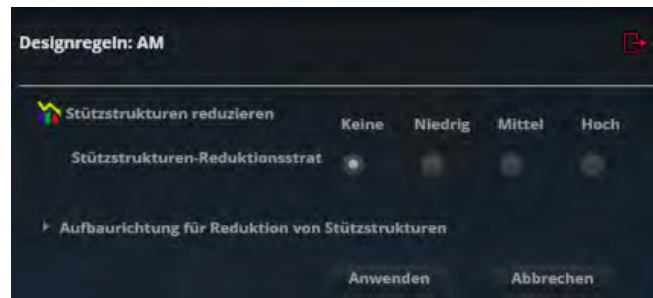 Designregeln: AM
Stützstrukturen reduzieren
Keine Niedrig Mittel Hoch
Stützstrukturen-Reduktionsstrat
Aufbaurichtung für Reduktion von Stützstrukturen
Anwenden Abbrechen